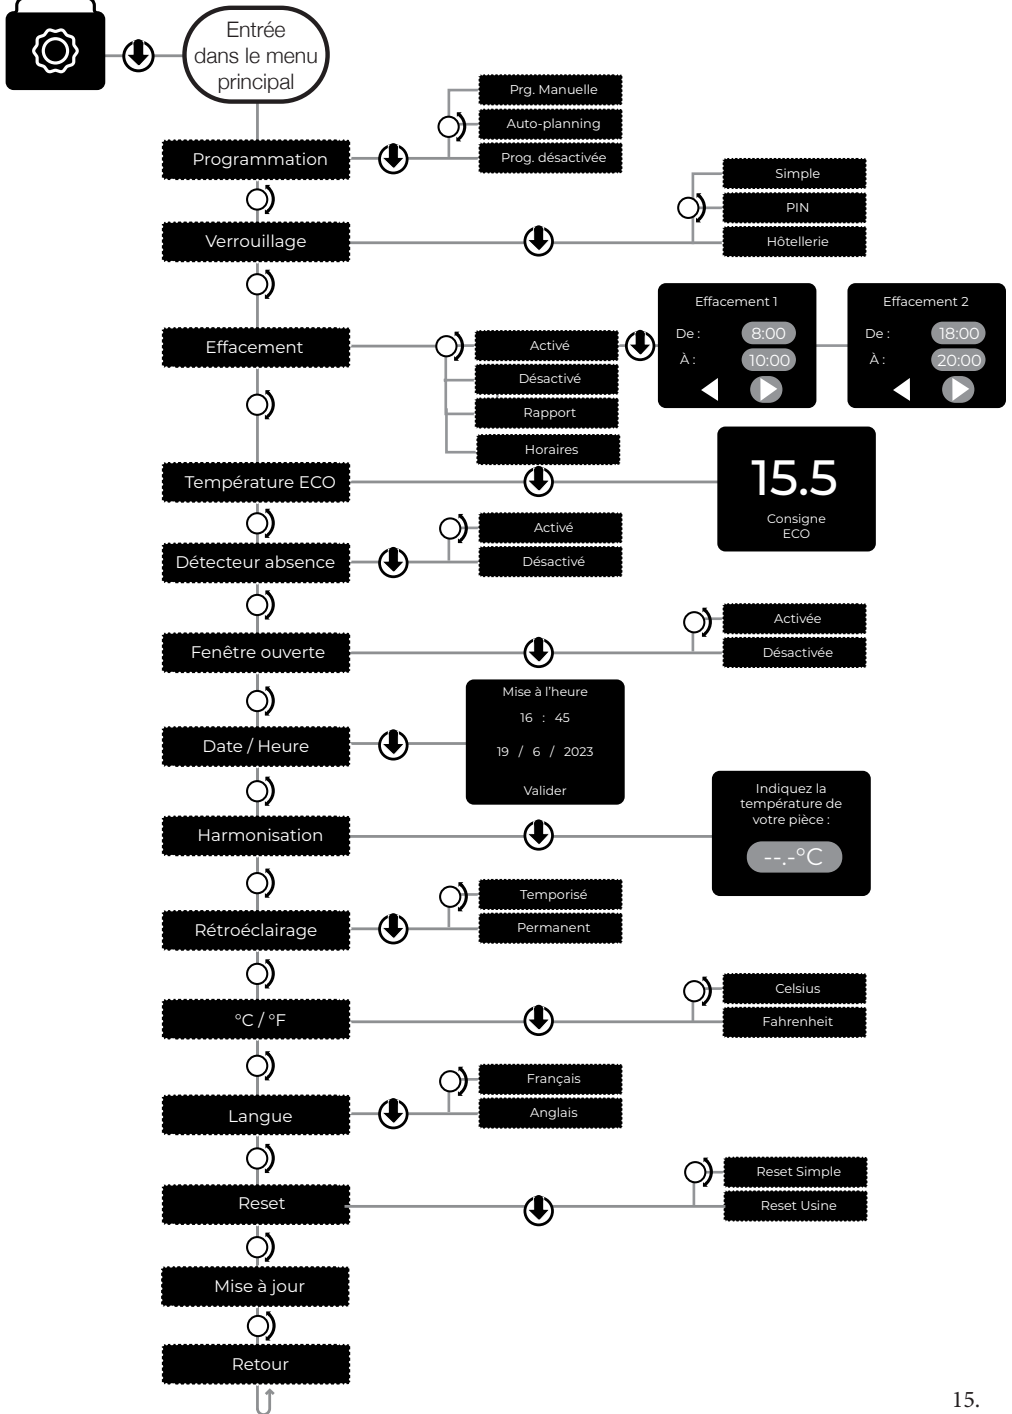 Entrée
dans le menu
principal
Programmation
Prg. Manuelle
Auto-planning
Prog. désactivée
Verrouillage
Simple
PIN
Hôtellerie
Effacement
Activé
Désactivé
Rapport
Horaires
Effacement 1
De : 8:00
À : 10:00
Effacement 2
De : 18:00
À : 20:00
Température ECO
15.5
Consigne
ECO
Détecteur absence
Activé
Désactivé
Fenêtre ouverte
Activée
Désactivée
Date / Heure
Mise à l'heure
16 : 45
19 / 6 / 2023
Valider
Harmonisation
Indiquez la
température de
votre pièce :
--.-°C
Rétroéclairage
Temporisé
Permanent
°C / °F
Celsius
Fahrenheit
Langue
Français
Anglais
Reset
Reset Simple
Reset Usine
Mise à jour
Retour
15.